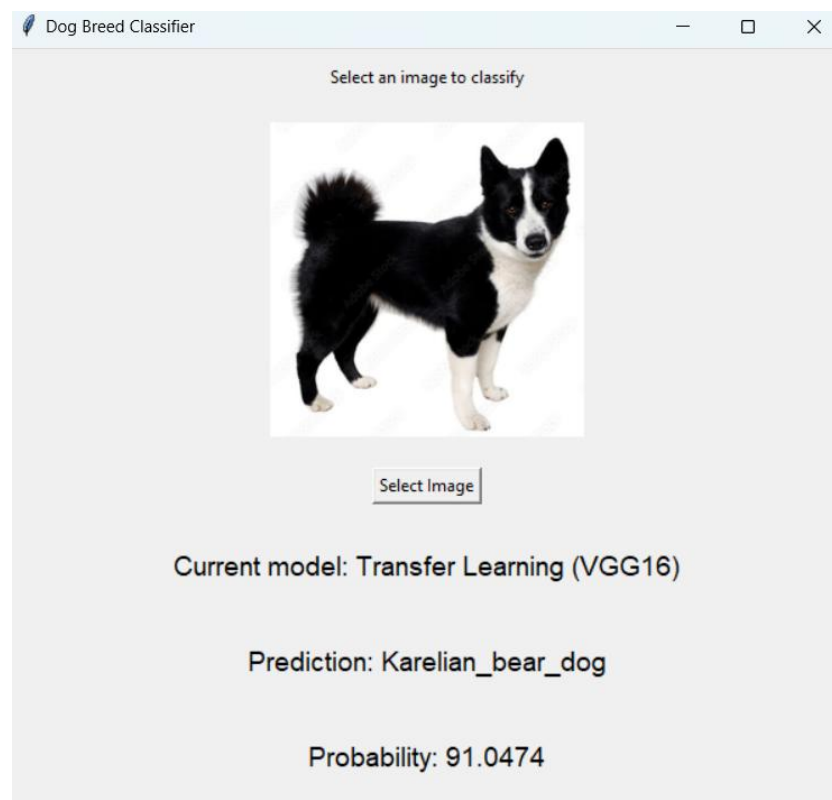 Dog Breed Classifier
Select an image to classify
Select Image
Current model: Transfer Learning (VGG16)
Prediction: Karelian_bear_dog
Probability: 91.0474